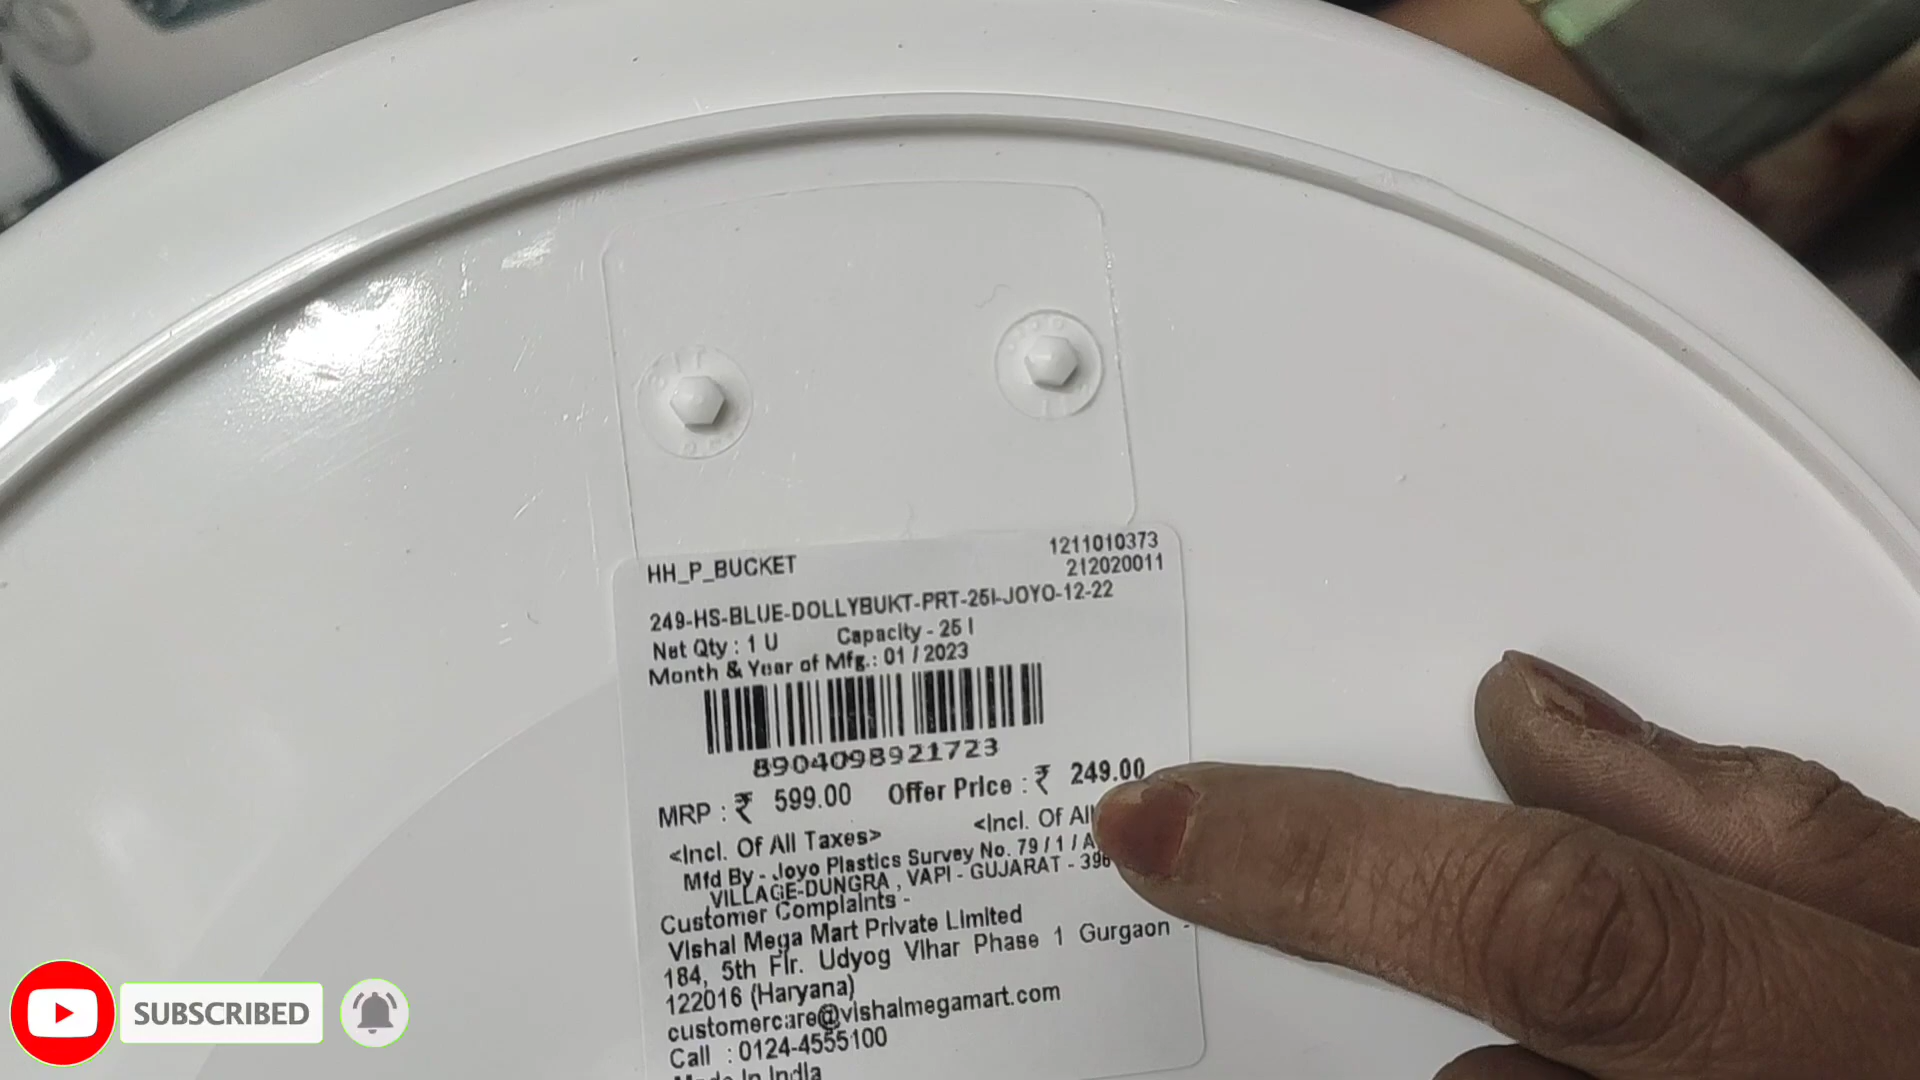 HH_P_BUCKET
1211010373
212020011
249-HS-BLUE-DOLLYBUKT-PRT-25l-JOYO-12-22
Net Qty : 1 U Capacity - 25 l
Month & Year of Mfg.: 01 / 2023
8904098921723
MRP : ₹ 599.00 Offer Price : ₹ 249.00
<Incl. Of All Taxes> <Incl. Of All
Mfd By - Joyo Plastics Survey No. 79 / 1 / A
VILLAGE-DUNGRA , VAPI - GUJARAT - 396
Customer Complaints -
Vishal Mega Mart Private Limited
184, 5th Flr. Udyog Vihar Phase 1 Gurgaon -
122016 (Haryana)
customercare@vishalmegamart.com
Call : 0124-4555100
Made In India
SUBSCRIBED